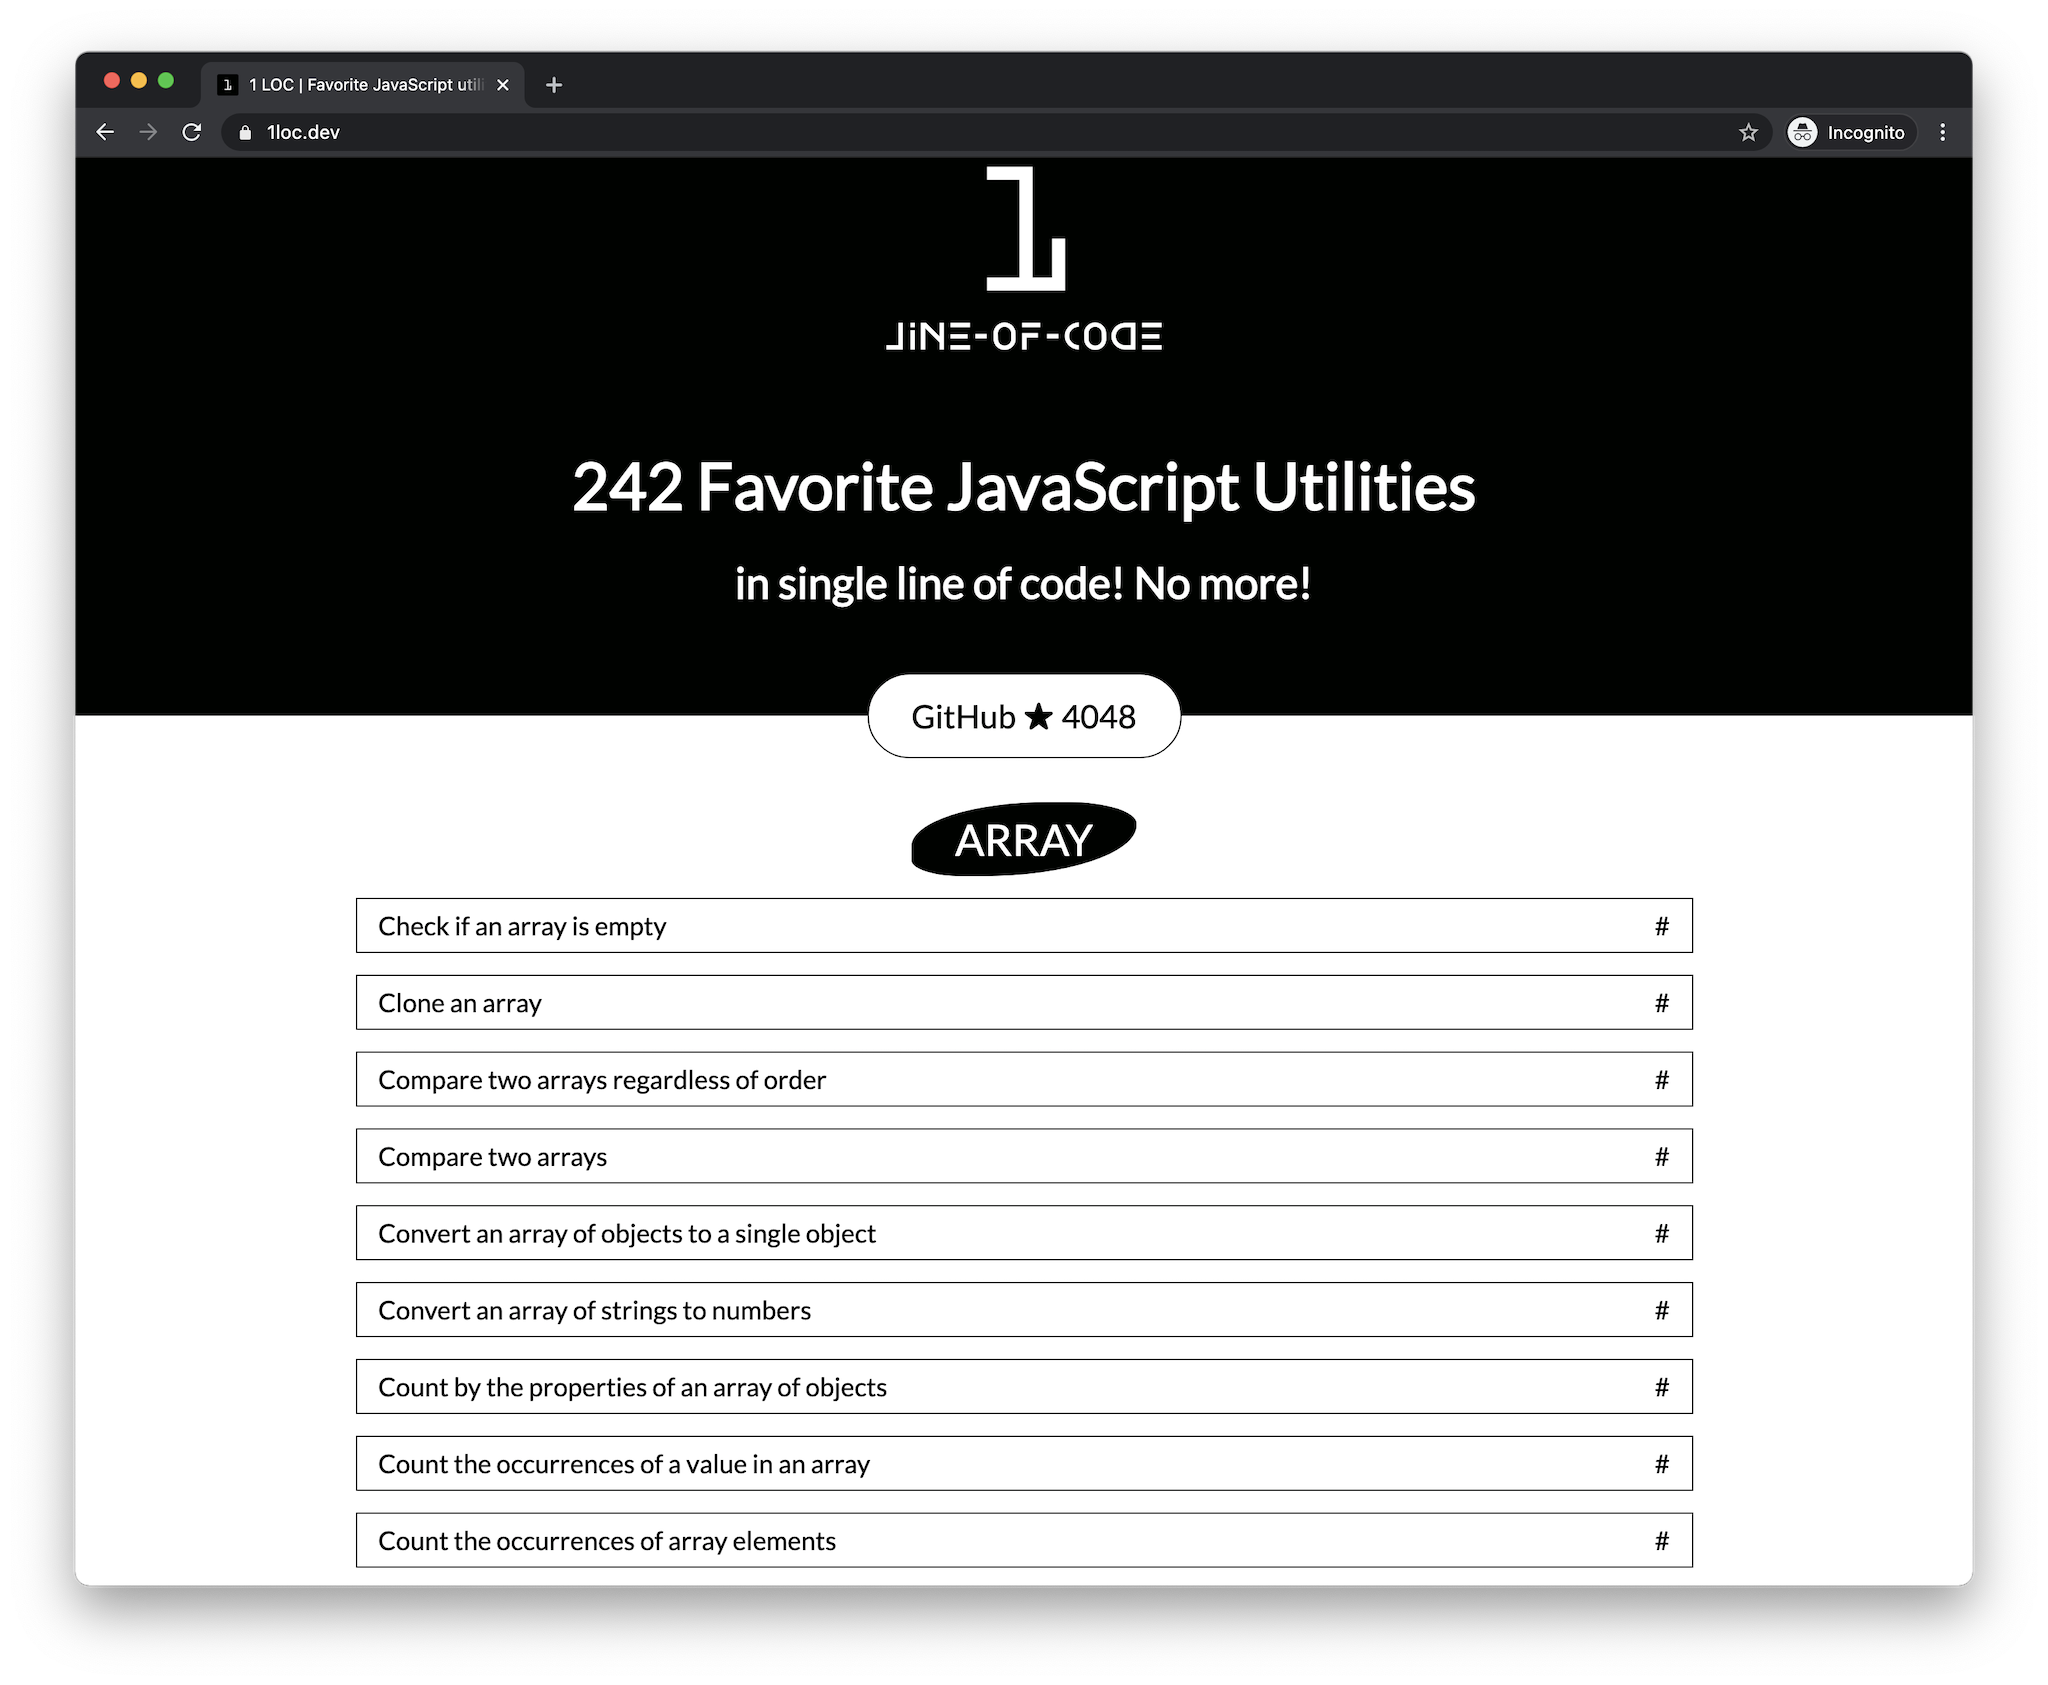 1 LOC | Favorite JavaScript util
1loc.dev
Incognito
1
LiNE-OF-CODE
242 Favorite JavaScript Utilities
in single line of code! No more!
GitHub ★ 4048
ARRAY
Check if an array is empty #
Clone an array #
Compare two arrays regardless of order #
Compare two arrays #
Convert an array of objects to a single object #
Convert an array of strings to numbers #
Count by the properties of an array of objects #
Count the occurrences of a value in an array #
Count the occurrences of array elements #